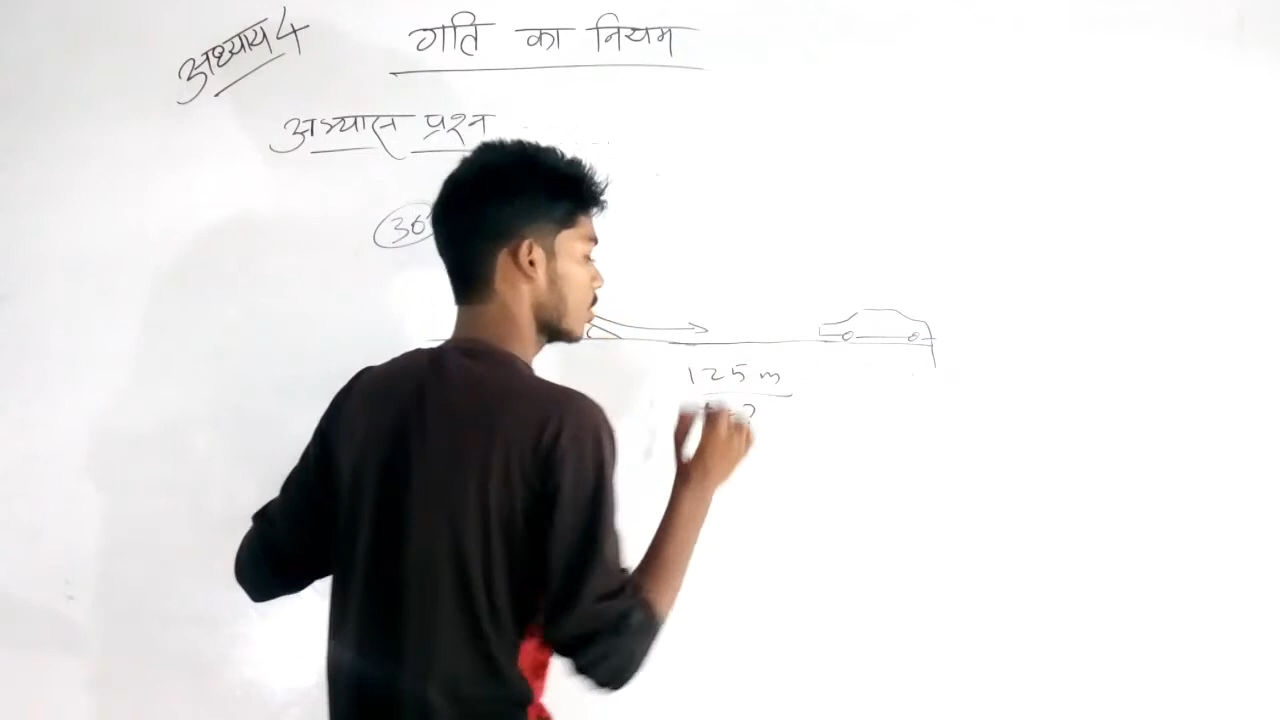 अध्याय 4
गति का नियम
अभ्यास प्रश्न
125 m